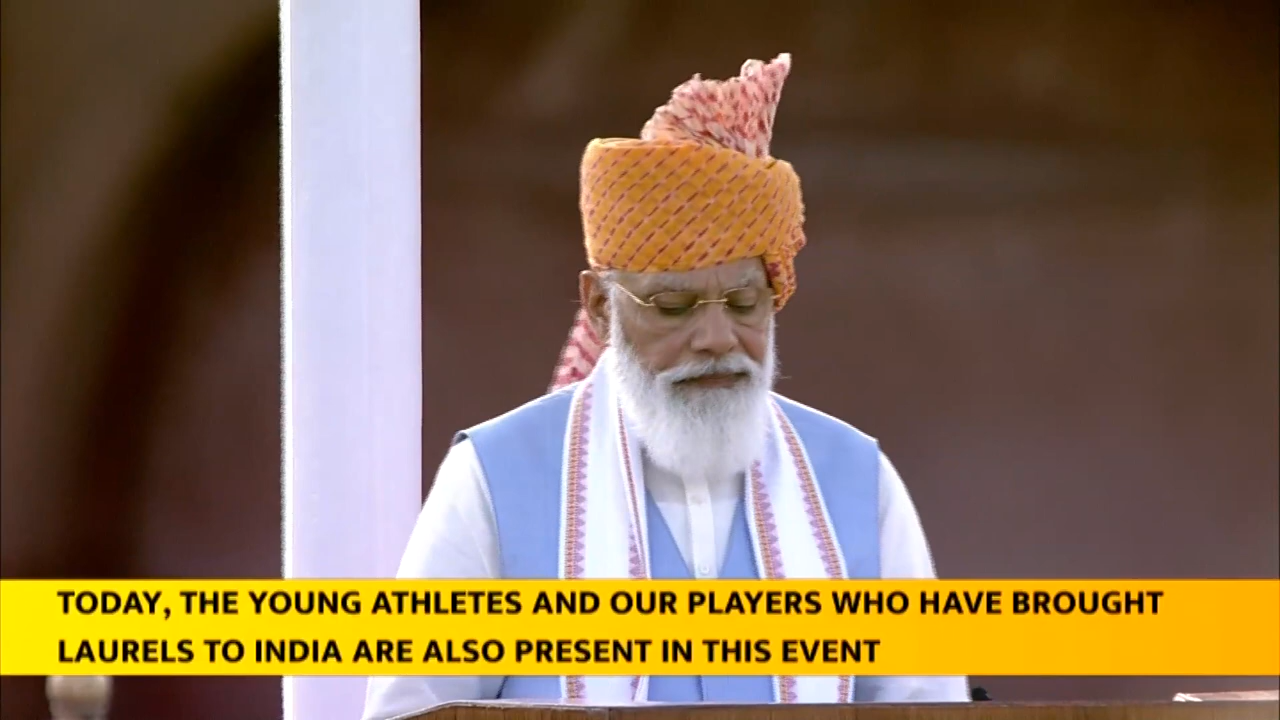 TODAY, THE YOUNG ATHLETES AND OUR PLAYERS WHO HAVE BROUGHT
LAURELS TO INDIA ARE ALSO PRESENT IN THIS EVENT